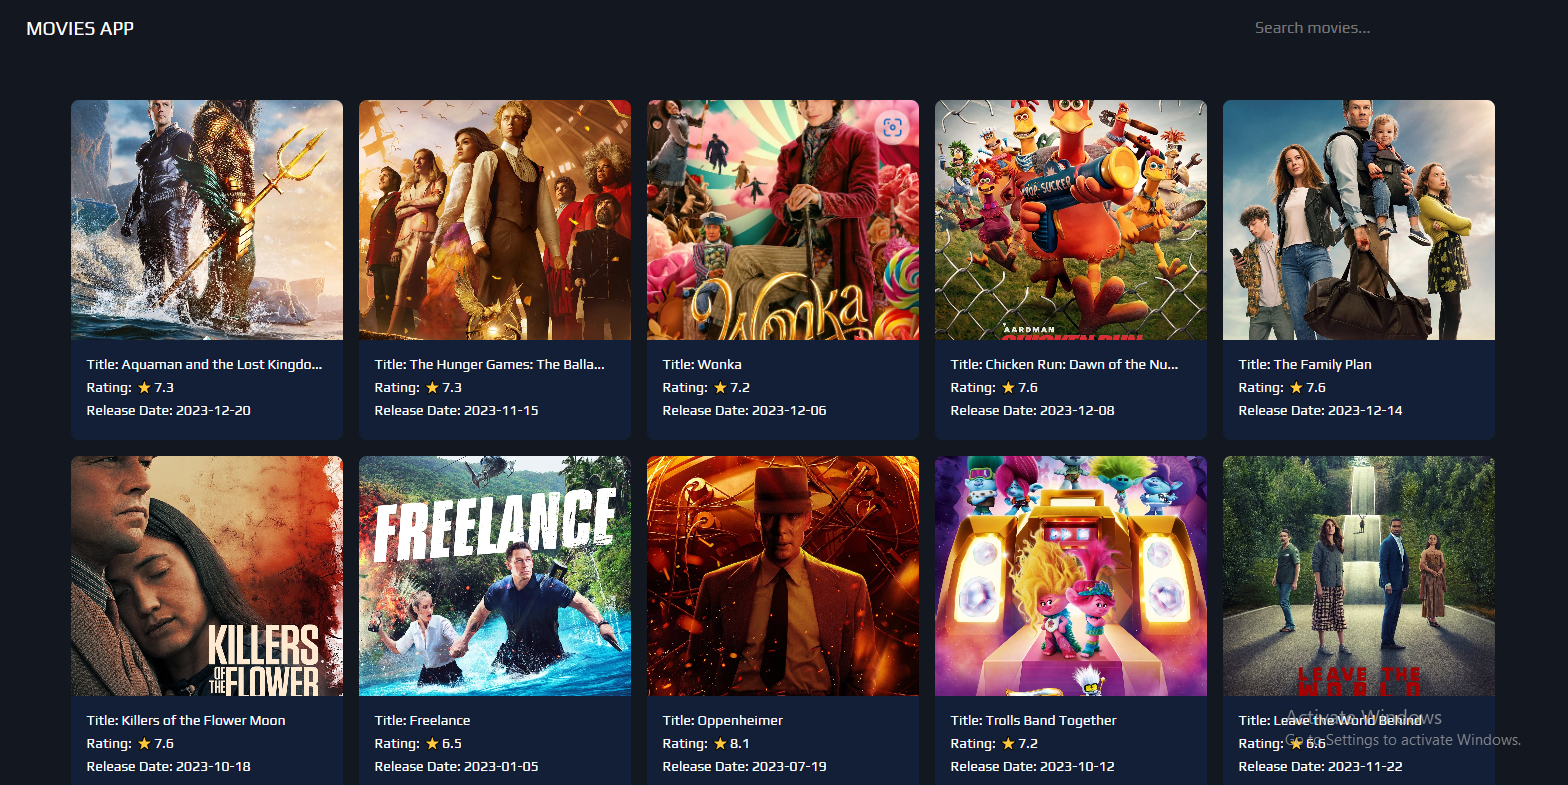 MOVIES APP
Search movies...
POOP-SUCKER
Wonka
AARDMAN
CHICKEN RUN
Title: Aquaman and the Lost Kingdo...
Rating: ⭐ 7.3
Release Date: 2023-12-20
Title: The Hunger Games: The Balla...
Rating: ⭐ 7.3
Release Date: 2023-11-15
Title: Wonka
Rating: ⭐ 7.2
Release Date: 2023-12-06
Title: Chicken Run: Dawn of the Nu...
Rating: ⭐ 7.6
Release Date: 2023-12-08
Title: The Family Plan
Rating: ⭐ 7.6
Release Date: 2023-12-14
KILLERS
OF THE FLOWER
FREELANCE
LEAVE THE
WORLD
Title: Killers of the Flower Moon
Rating: ⭐ 7.6
Release Date: 2023-10-18
Title: Freelance
Rating: ⭐ 6.5
Release Date: 2023-01-05
Title: Oppenheimer
Rating: ⭐ 8.1
Release Date: 2023-07-19
Title: Trolls Band Together
Rating: ⭐ 7.2
Release Date: 2023-10-12
Title: Leave the World Behind
Rating: ⭐ 6.6
Release Date: 2023-11-22
Activate Windows
Go to Settings to activate Windows.